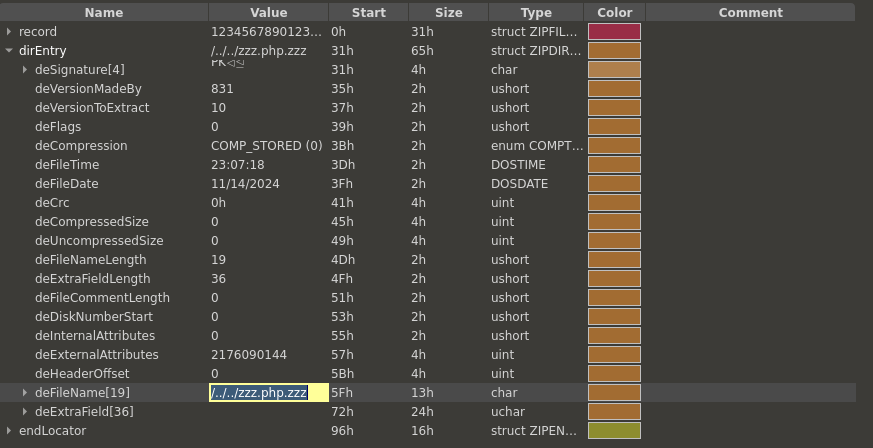 Name Value Start Size Type Color Comment
record 1234567890123... 0h 31h struct ZIPFIL...
dirEntry /../../zzz.php.zzz 31h 65h struct ZIPDIR...
deSignature[4] PK 31h 4h char
deVersionMadeBy 831 35h 2h ushort
deVersionToExtract 10 37h 2h ushort
deFlags 0 39h 2h ushort
deCompression COMP_STORED (0) 3Bh 2h enum COMPT...
deFileTime 23:07:18 3Dh 2h DOSTIME
deFileDate 11/14/2024 3Fh 2h DOSDATE
deCrc 0h 41h 4h uint
deCompressedSize 0 45h 4h uint
deUncompressedSize 0 49h 4h uint
deFileNameLength 19 4Dh 2h ushort
deExtraFieldLength 36 4Fh 2h ushort
deFileCommentLength 0 51h 2h ushort
deDiskNumberStart 0 53h 2h ushort
deInternalAttributes 0 55h 2h ushort
deExternalAttributes 2176090144 57h 4h uint
deHeaderOffset 0 5Bh 4h uint
deFileName[19] /../../zzz.php.zzz 5Fh 13h char
deExtraField[36] 72h 24h uchar
endLocator 96h 16h struct ZIPEN...